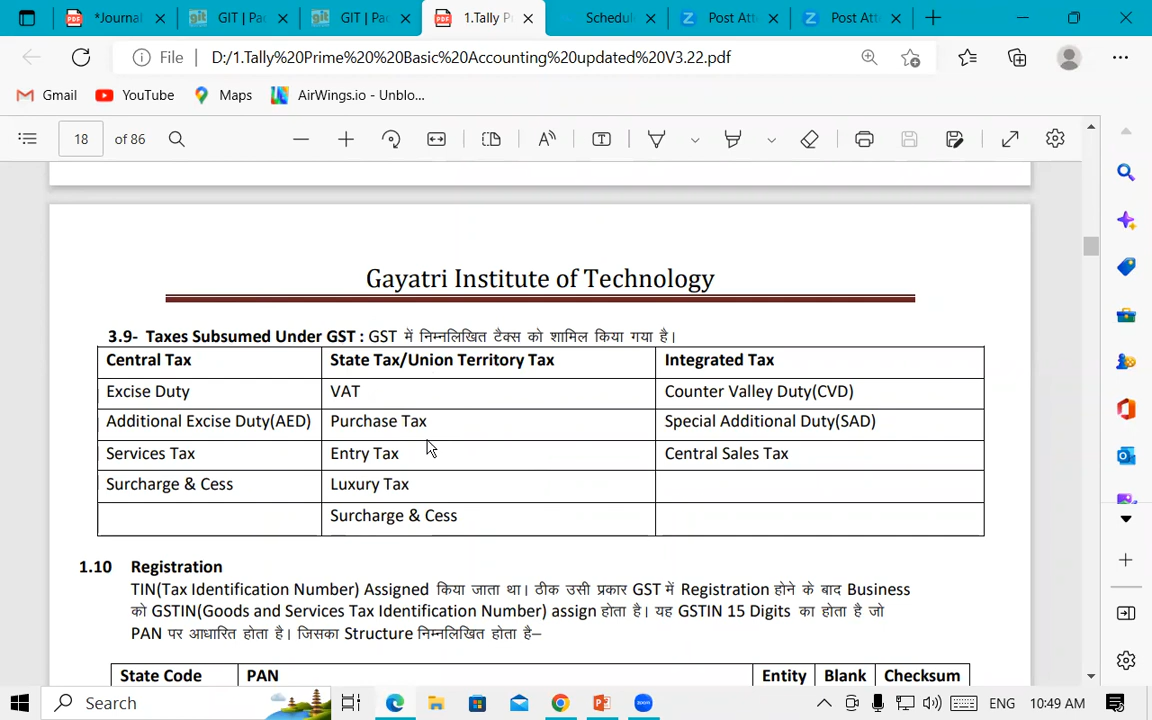 *Journal
GIT | Pac
GIT | Pac
1.Tally P
Schedul
Post Att
Post Att
File
D:/1.Tally%20Prime%20%20Basic%20Accounting%20updated%20V3.22.pdf
Gmail
YouTube
Maps
AirWings.io - Unblo...
18
of 86
Gayatri Institute of Technology
3.9- Taxes Subsumed Under GST : GST में निम्नलिखित टैक्स को शामिल किया गया है।
Central Tax State Tax/Union Territory Tax Integrated Tax
Excise Duty VAT Counter Valley Duty(CVD)
Additional Excise Duty(AED) Purchase Tax Special Additional Duty(SAD)
Services Tax Entry Tax Central Sales Tax
Surcharge & Cess Luxury Tax
Surcharge & Cess
1.10 Registration
TIN(Tax Identification Number) Assigned किया जाता था। ठीक उसी प्रकार GST में Registration होने के बाद Business
को GSTIN(Goods and Services Tax Identification Number) assign होता है। यह GSTIN 15 Digits का होता है जो
PAN पर आधारित होता है। जिसका Structure निम्नलिखित होता है–
State Code PAN Entity Blank Checksum
Search
ENG
10:49 AM